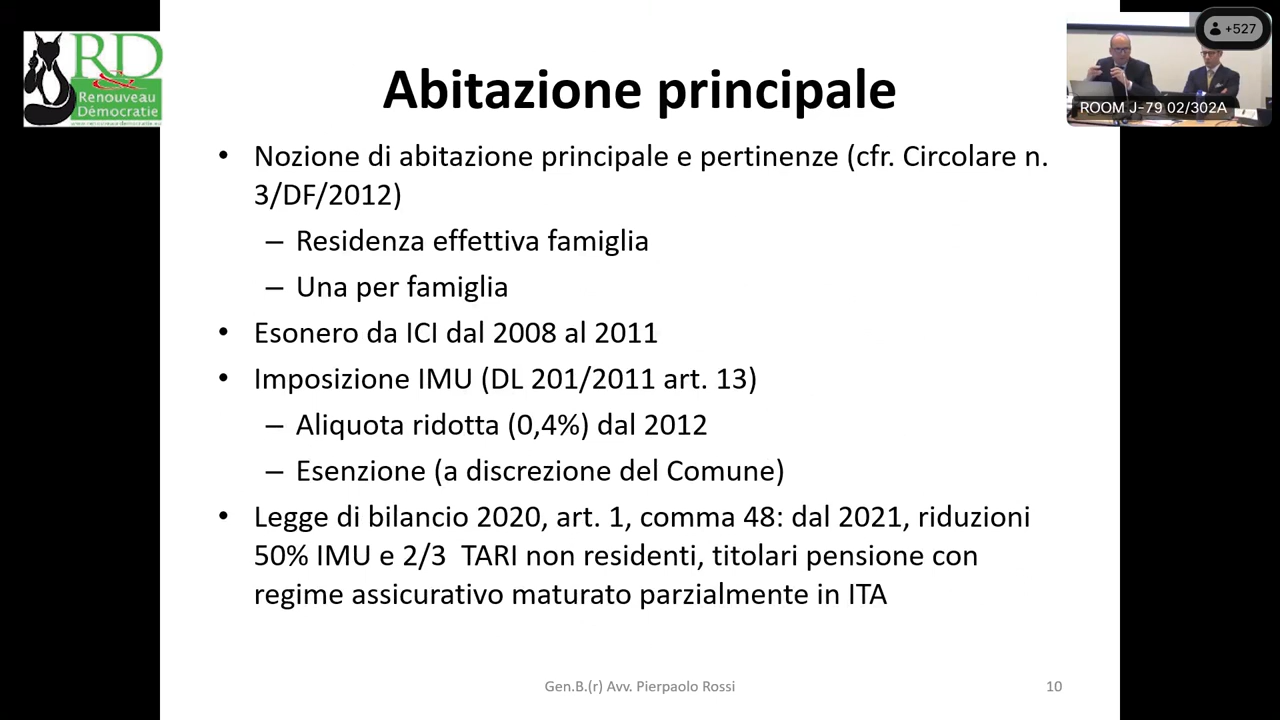 RD
&
Renouveau
Démocratie
+527
ROOM J-79 02/302A
Abitazione principale
• Nozione di abitazione principale e pertinenze (cfr. Circolare n.
3/DF/2012)
– Residenza effettiva famiglia
– Una per famiglia
• Esonero da ICI dal 2008 al 2011
• Imposizione IMU (DL 201/2011 art. 13)
– Aliquota ridotta (0,4%) dal 2012
– Esenzione (a discrezione del Comune)
• Legge di bilancio 2020, art. 1, comma 48: dal 2021, riduzioni
50% IMU e 2/3 TARI non residenti, titolari pensione con
regime assicurativo maturato parzialmente in ITA
Gen.B.(r) Avv. Pierpaolo Rossi
10